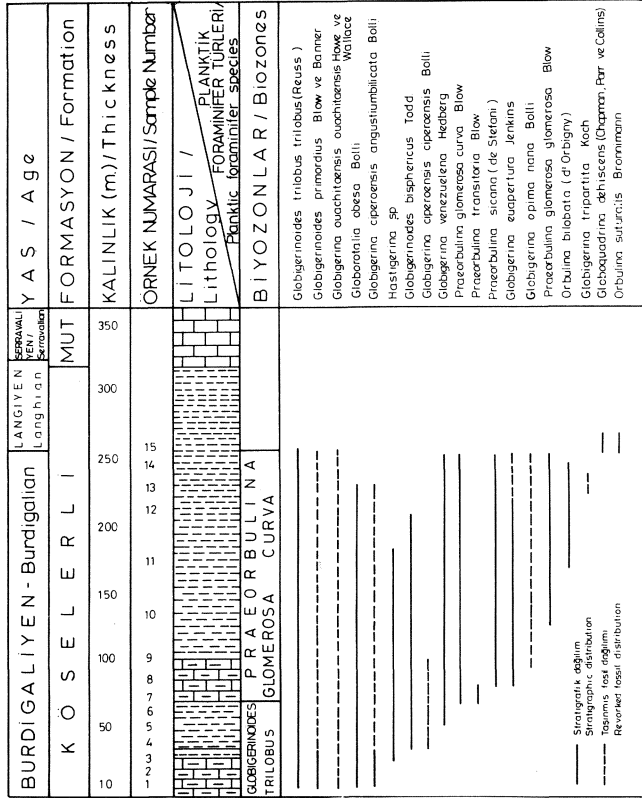 YAŞ / Age
BURDİGALİYEN - Burdigalian
LANGIYEN
Langhian
SERRAVALİ
YEN /
Serravalian
FORMASYON / Formation
KÖSELERLİ
MUT
KALINLIK (m.) / Thickness
10
50
100
150
200
250
300
350
ÖRNEK NUMARASI / Sample Number
1
2
3
4
5
6
7
8
9
10
11
12
13
14
15
LİTOLOJİ /
Lithology
PLANKTİK
FORAMİNİFER TÜRLERİ/
Planktic foraminifer species
BİYOZONLAR / Biozones
GLOBIGERINOIDES
TRILOBUS
PRAEORBULINA
GLOMEROSA CURVA
Globigerinoides trilobus trilobus (Reuss)
Globigerinoides primordius Blow ve Banner
Globigerina ouachitaensis ouachitaensis Howe ve
Wallace
Globorotalia obesa Bolli
Globigerina ciperoensis angustiumbilicata Bolli
Hastigerina sp
Globigerinoides bisphericus Todd
Globigerina ciperoensis ciperoensis Bolli
Globigerina venezuelena Hedberg
Praeorbulina glomerosa curva Blow
Praeorbulina transitoria Blow
Praeorbulina sicana (de Stefani)
Globigerina euapertura Jenkins
Globigerina opima nana Bolli
Praeorbulina glomerosa glomerosa Blow
Orbulina bilobata (d'Orbigny)
Globigerina tripartita Koch
Globoquadrina dehiscens (Chapman, Parr ve Collins)
Orbulina suturalis Bronnimann
Stratigrafik dağılım
Stratigraphic distribution
Taşınmış fosil dağılımı
Revorked fossil distribution